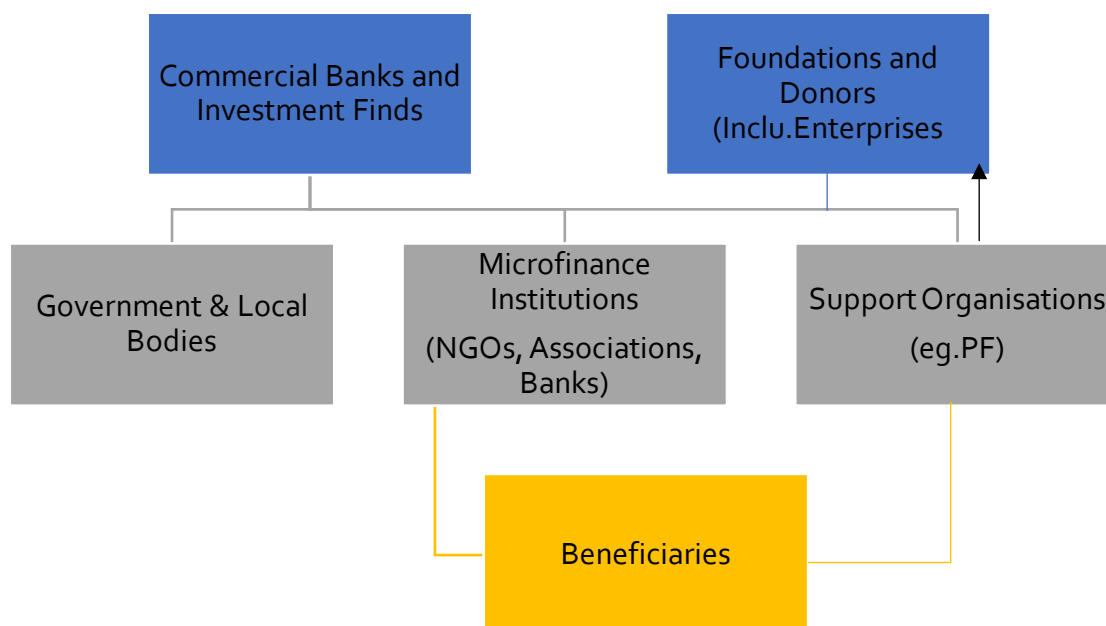 Commercial Banks and
Investment Finds
Foundations and
Donors
(Inclu.Enterprises
Government & Local
Bodies
Microfinance
Institutions
(NGOs, Associations,
Banks)
Support Organisations
(eg.PF)
Beneficiaries